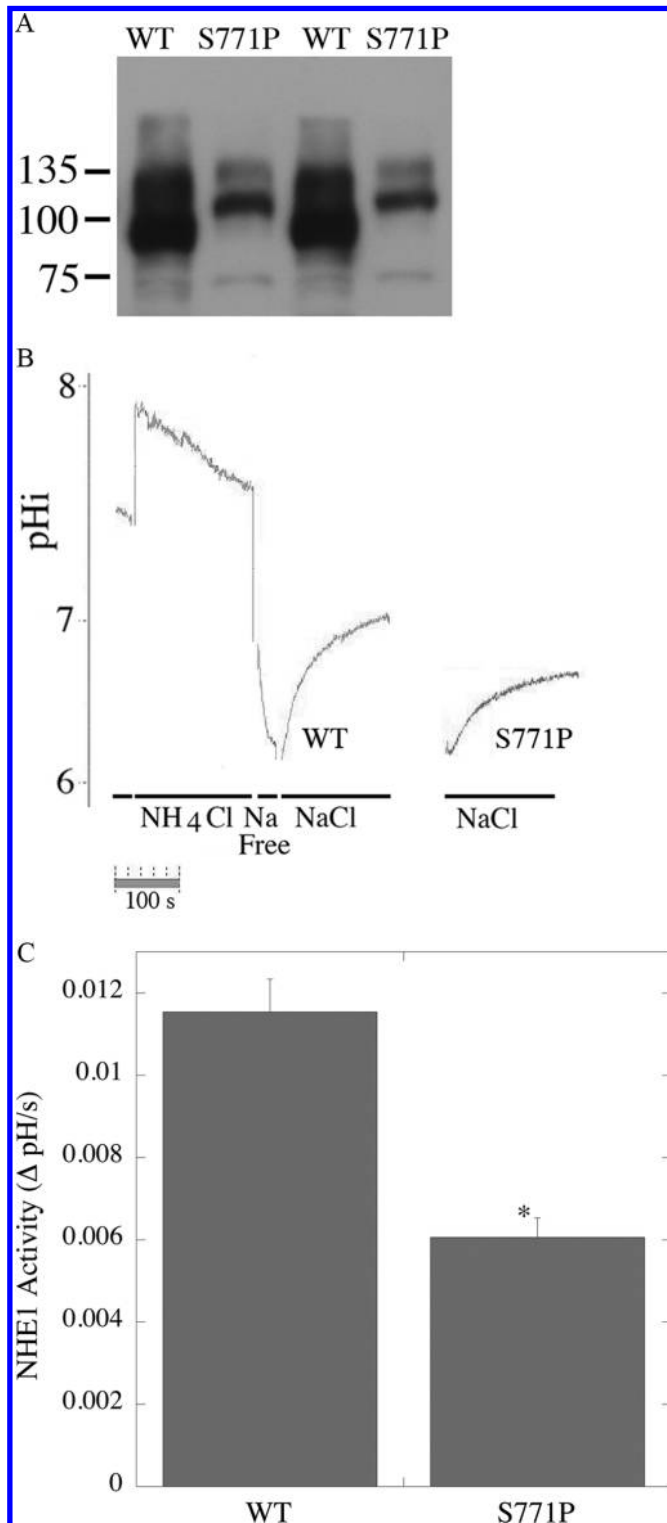 A
WT S771P WT S771P
135
100
75
B
8
7
6
pHi
WT
S771P
NH4Cl Na Free NaCl
NaCl
100 s
C
NHE1 Activity (Δ pH/s)
0.012
0.01
0.008
0.006
0.004
0.002
0
*
WT S771P